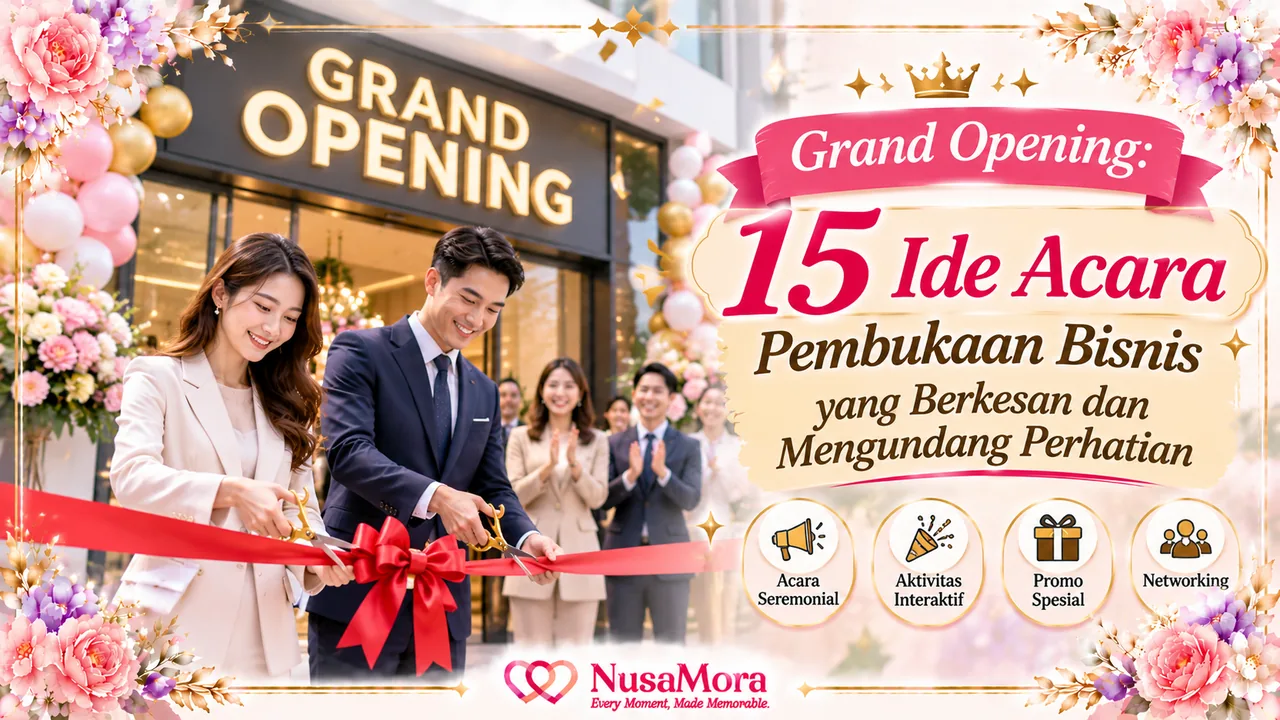 GRAND
OPENING
Grand Opening:
15 Ide Acara
Pembukaan Bisnis
yang Berkesan dan
Mengundang Perhatian
Acara
Seremonial
Aktivitas
Interaktif
Promo
Spesial
Networking
NusaMora
Every Moment, Made Memorable.